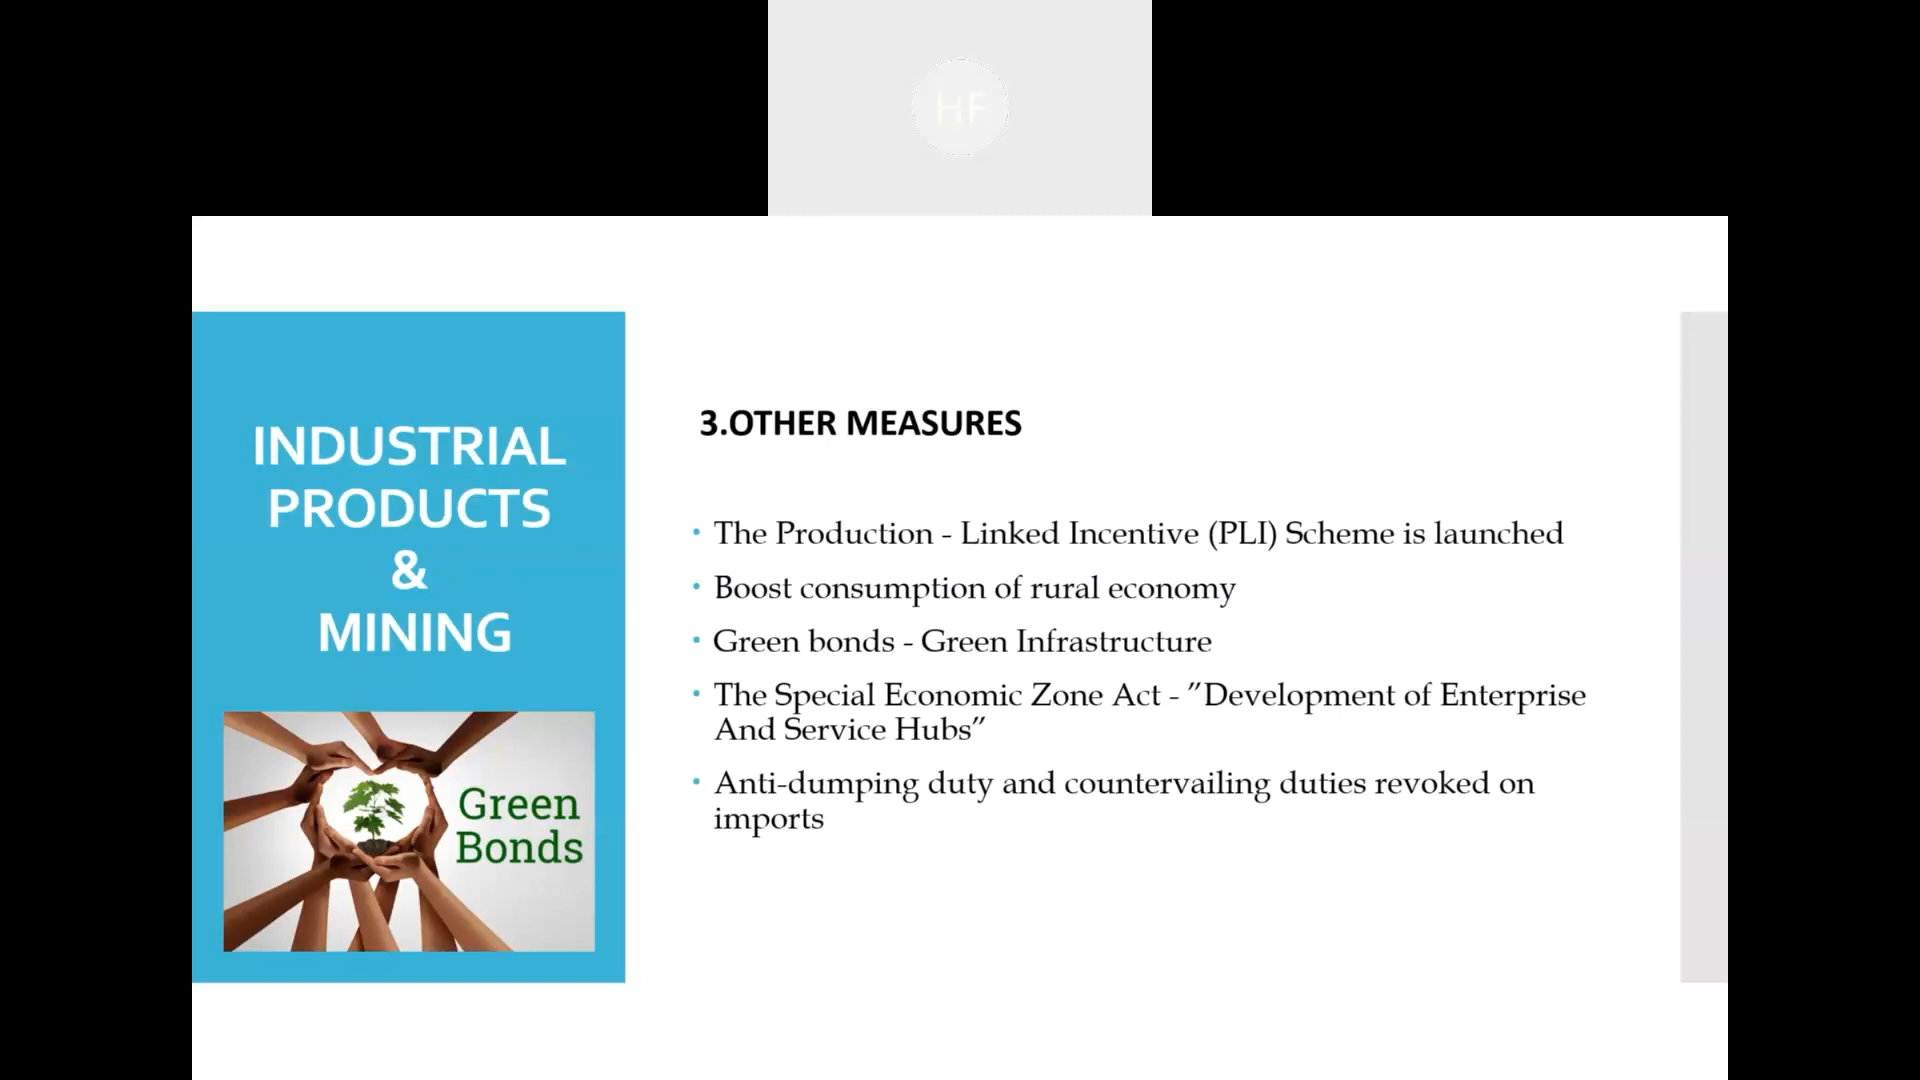 HF
INDUSTRIAL
PRODUCTS
&
MINING
Green
Bonds
3.OTHER MEASURES
• The Production - Linked Incentive (PLI) Scheme is launched
• Boost consumption of rural economy
• Green bonds - Green Infrastructure
• The Special Economic Zone Act - ”Development of Enterprise
And Service Hubs”
• Anti-dumping duty and countervailing duties revoked on
imports